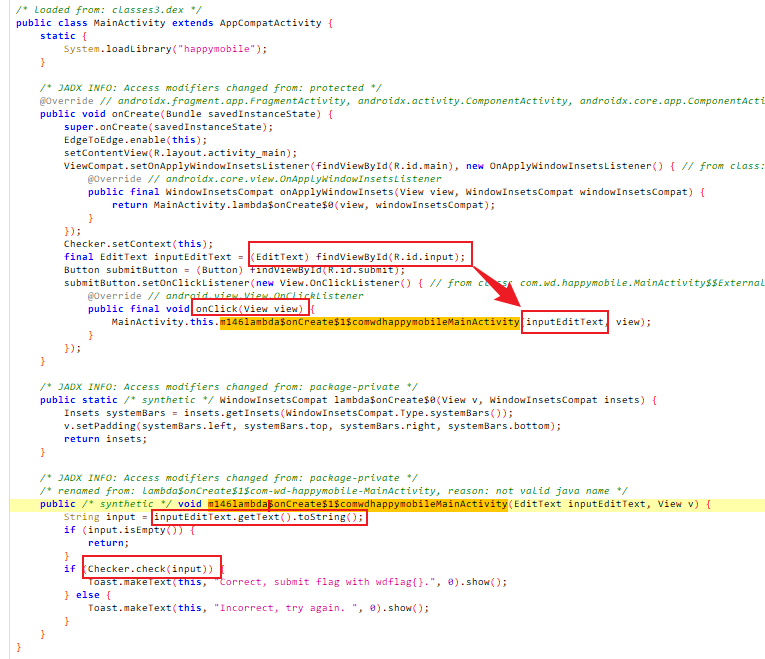 /* Loaded from: classes3.dex */
public class MainActivity extends AppCompatActivity {
    static {
        System.loadLibrary("happymobile");
    }

    /* JADX INFO: Access modifiers changed from: protected */
    @Override // androidx.fragment.app.FragmentActivity, androidx.activity.ComponentActivity, androidx.core.app.ComponentActi
    public void onCreate(Bundle savedInstanceState) {
        super.onCreate(savedInstanceState);
        EdgeToEdge.enable(this);
        setContentView(R.layout.activity_main);
        ViewCompat.setOnApplyWindowInsetsListener(findViewById(R.id.main), new OnApplyWindowInsetsListener() { // from class:
            @Override // androidx.core.view.OnApplyWindowInsetsListener
            public final WindowInsetsCompat onApplyWindowInsets(View view, WindowInsetsCompat windowInsetsCompat) {
                return MainActivity.lambda$onCreate$0(view, windowInsetsCompat);
            }
        });
        Checker.setContext(this);
        final EditText inputEditText = (EditText) findViewById(R.id.input);
        Button submitButton = (Button) findViewById(R.id.submit);
        submitButton.setOnClickListener(new View.OnClickListener() { // from class: com.wd.happymobile.MainActivity$$External
            @Override // android.view.View.OnClickListener
            public final void onClick(View view) {
                MainActivity.this.m146lambda$onCreate$1$comwdhappymobileMainActivity(inputEditText, view);
            }
        });
    }

    /* JADX INFO: Access modifiers changed from: package-private */
    public static /* synthetic */ WindowInsetsCompat lambda$onCreate$0(View v, WindowInsetsCompat insets) {
        Insets systemBars = insets.getInsets(WindowInsetsCompat.Type.systemBars());
        v.setPadding(systemBars.left, systemBars.top, systemBars.right, systemBars.bottom);
        return insets;
    }

    /* JADX INFO: Access modifiers changed from: package-private */
    /* renamed from: lambda$onCreate$1$com-wd-happymobile-MainActivity, reason: not valid java name */
    public /* synthetic */ void m146lambda$onCreate$1$comwdhappymobileMainActivity(EditText inputEditText, View v) {
        String input = inputEditText.getText().toString();
        if (input.isEmpty()) {
            return;
        }
        if (Checker.check(input)) {
            Toast.makeText(this, "Correct, submit flag with wdflag{}.", 0).show();
        } else {
            Toast.makeText(this, "Incorrect, try again. ", 0).show();
        }
    }
}